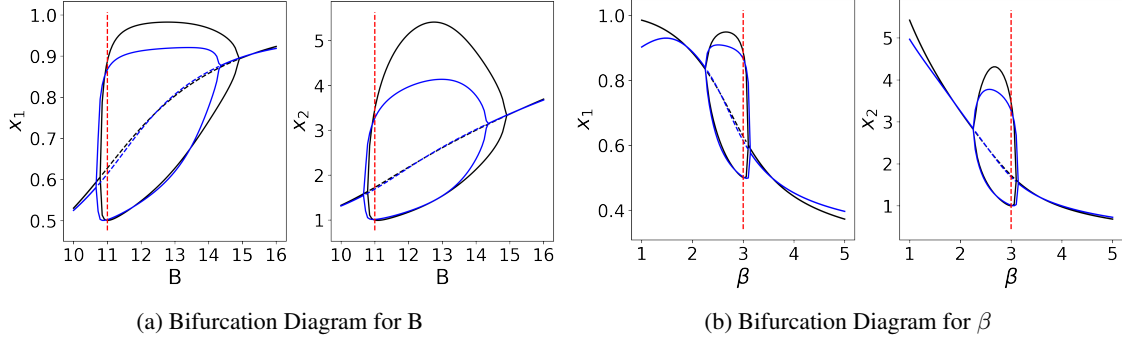 1.0
0.9
0.8
0.7
0.6
0.5
x₁
10 11 12 13 14 15 16
B
5
4
3
2
1
x₂
10 11 12 13 14 15 16
B
1.0
0.8
0.6
0.4
x₁
1 2 3 4 5
β
5
4
3
2
1
x₂
1 2 3 4 5
β
(a) Bifurcation Diagram for B
(b) Bifurcation Diagram for β